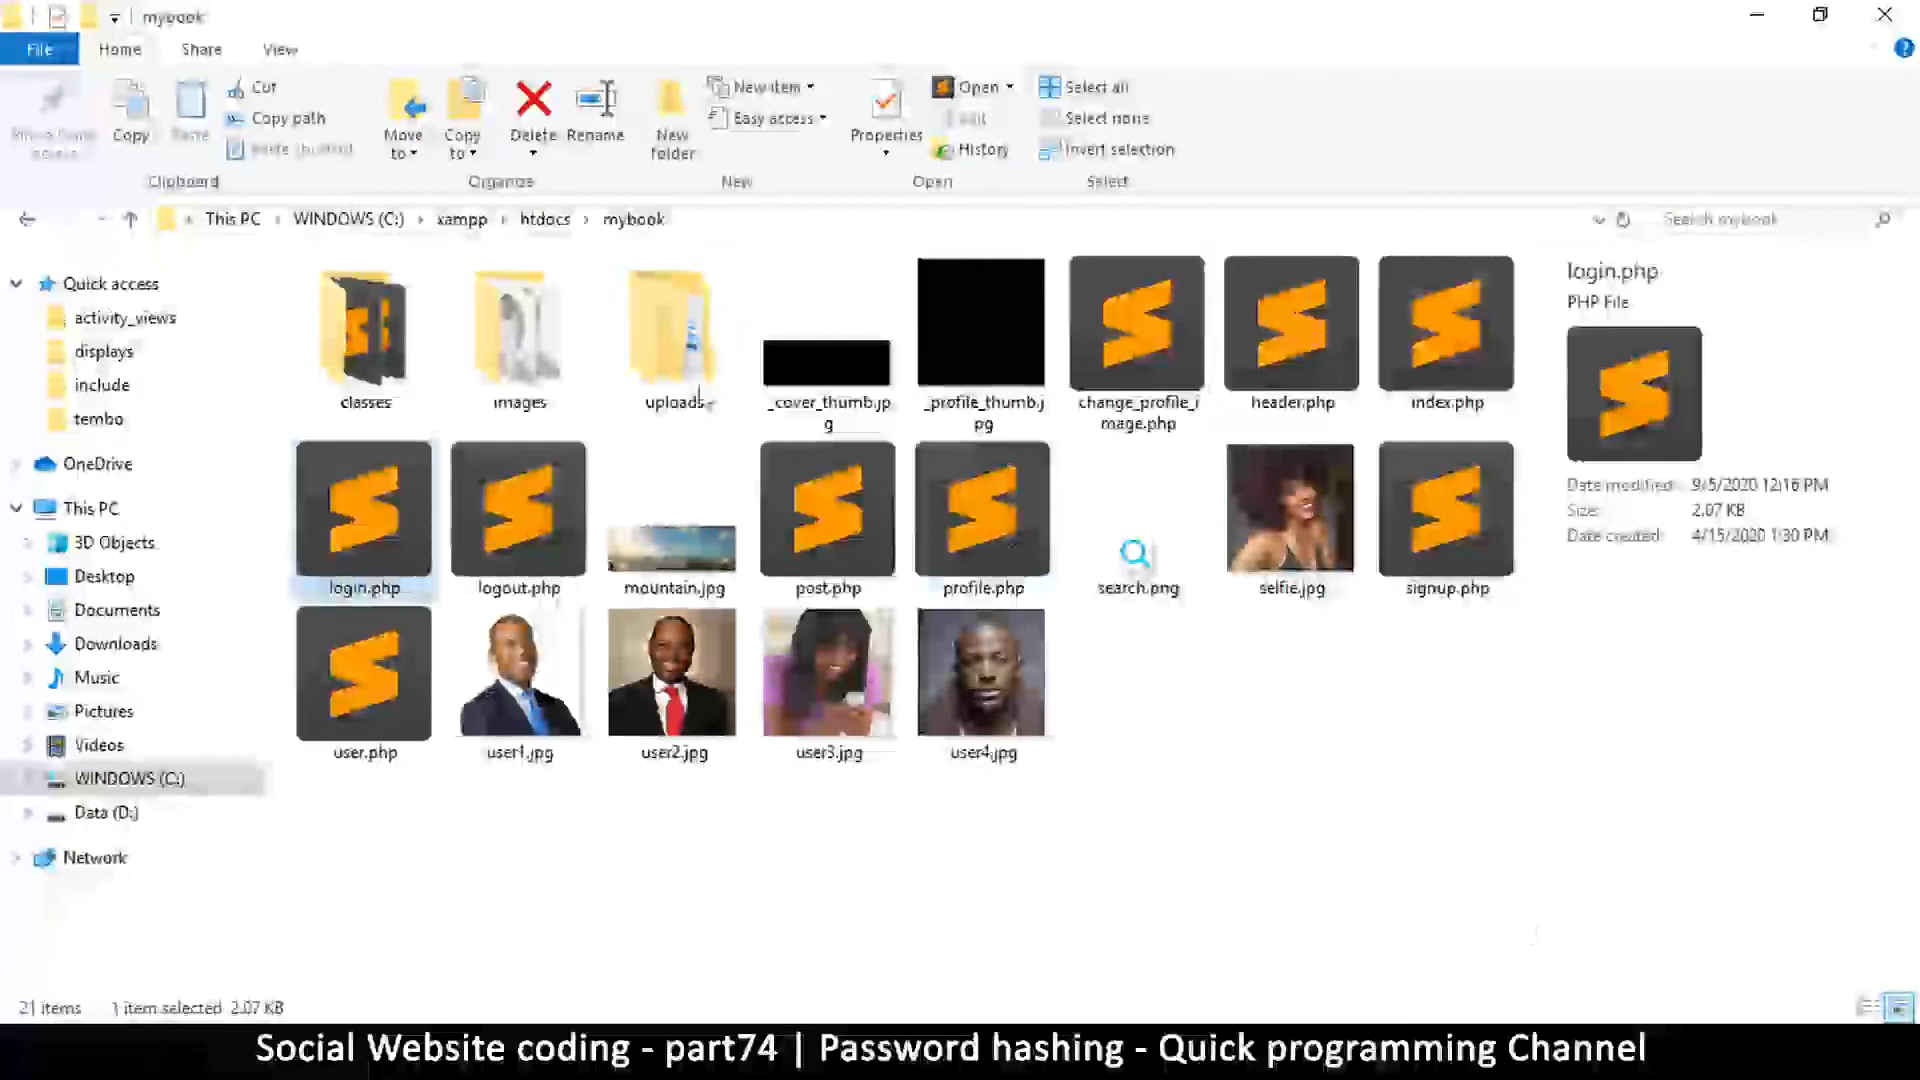 mybook
File Home Share View
Copy
Cut
Copy path
Move to
Copy to
Delete
Rename
New folder
New item
Easy access
Properties
Open
History
Select all
Select none
Invert selection
Clipboard Organize New Open Select
This PC WINDOWS (C:) xampp htdocs mybook
Search mybook
Quick access
activity_views
displays
include
tembo
OneDrive
This PC
3D Objects
Desktop
Documents
Downloads
Music
Pictures
Videos
WINDOWS (C:)
Data (D:)
Network
classes images uploads _cover_thumb.jp _profile_thumb.j change_profile_i header.php index.php
g pg mage.php
login.php logout.php mountain.jpg post.php profile.php search.png selfie.jpg signup.php
user.php user1.jpg user2.jpg user3.jpg user4.jpg
login.php
PHP File
Date modified: 9/5/2020 12:16 PM
Size: 2.07 KB
Date created: 4/15/2020 1:30 PM
21 items 1 item selected 2.07 KB
Social Website coding - part74 | Password hashing - Quick programming Channel